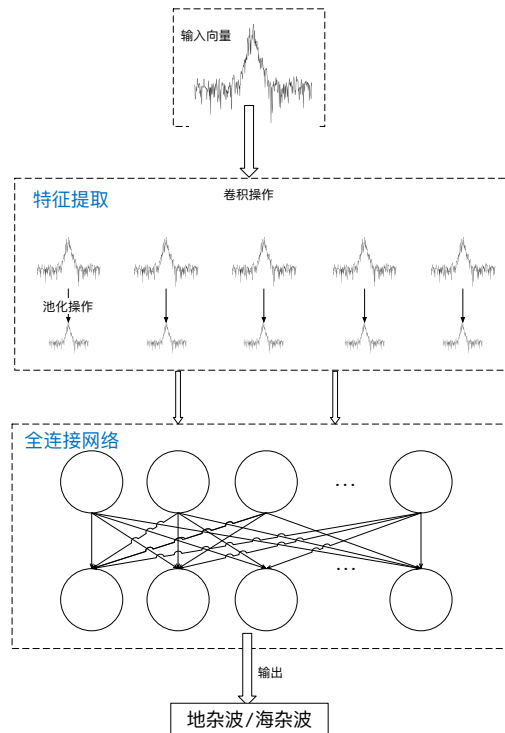 输入向量
特征提取
卷积操作
池化操作
全连接网络
...
...
输出
地杂波/海杂波